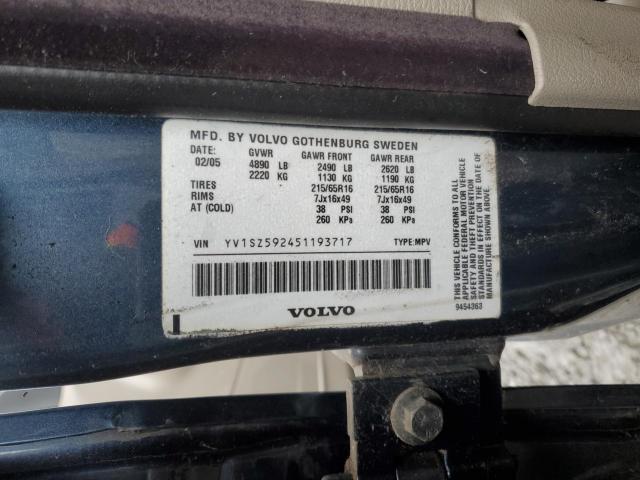 MFD. BY VOLVO GOTHENBURG SWEDEN
DATE: GVWR GAWR FRONT GAWR REAR
02/05 4890 LB 2490 LB 2620 LB
2220 KG 1130 KG 1190 KG
TIRES 215/65R16 215/65R16
RIMS 7Jx16x49 7Jx16x49
AT (COLD) 38 PSI 38 PSI
260 KPa 260 KPa
VIN YV1SZ592451193717 TYPE:MPV
VOLVO
THIS VEHICLE CONFORMS TO ALL
APPLICABLE FEDERAL MOTOR VEHICLE
SAFETY AND THEFT PREVENTION
STANDARDS IN EFFECT ON THE DATE OF
MANUFACTURE SHOWN ABOVE.
9454363